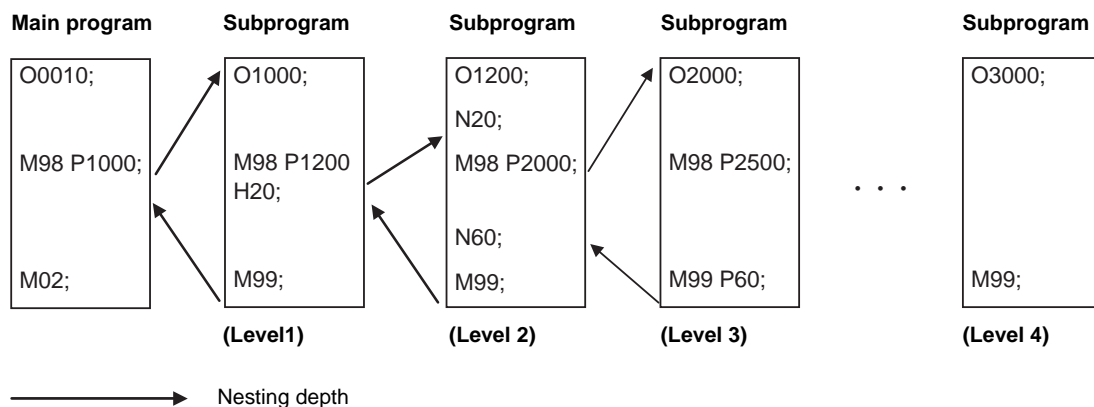 Main program
Subprogram
Subprogram
Subprogram
Subprogram
O0010;
M98 P1000;
M02;
O1000;
M98 P1200
H20;
M99;
O1200;
N20;
M98 P2000;
N60;
M99;
O2000;
M98 P2500;
M99 P60;
. . .
O3000;
M99;
(Level1)
(Level 2)
(Level 3)
(Level 4)
Nesting depth